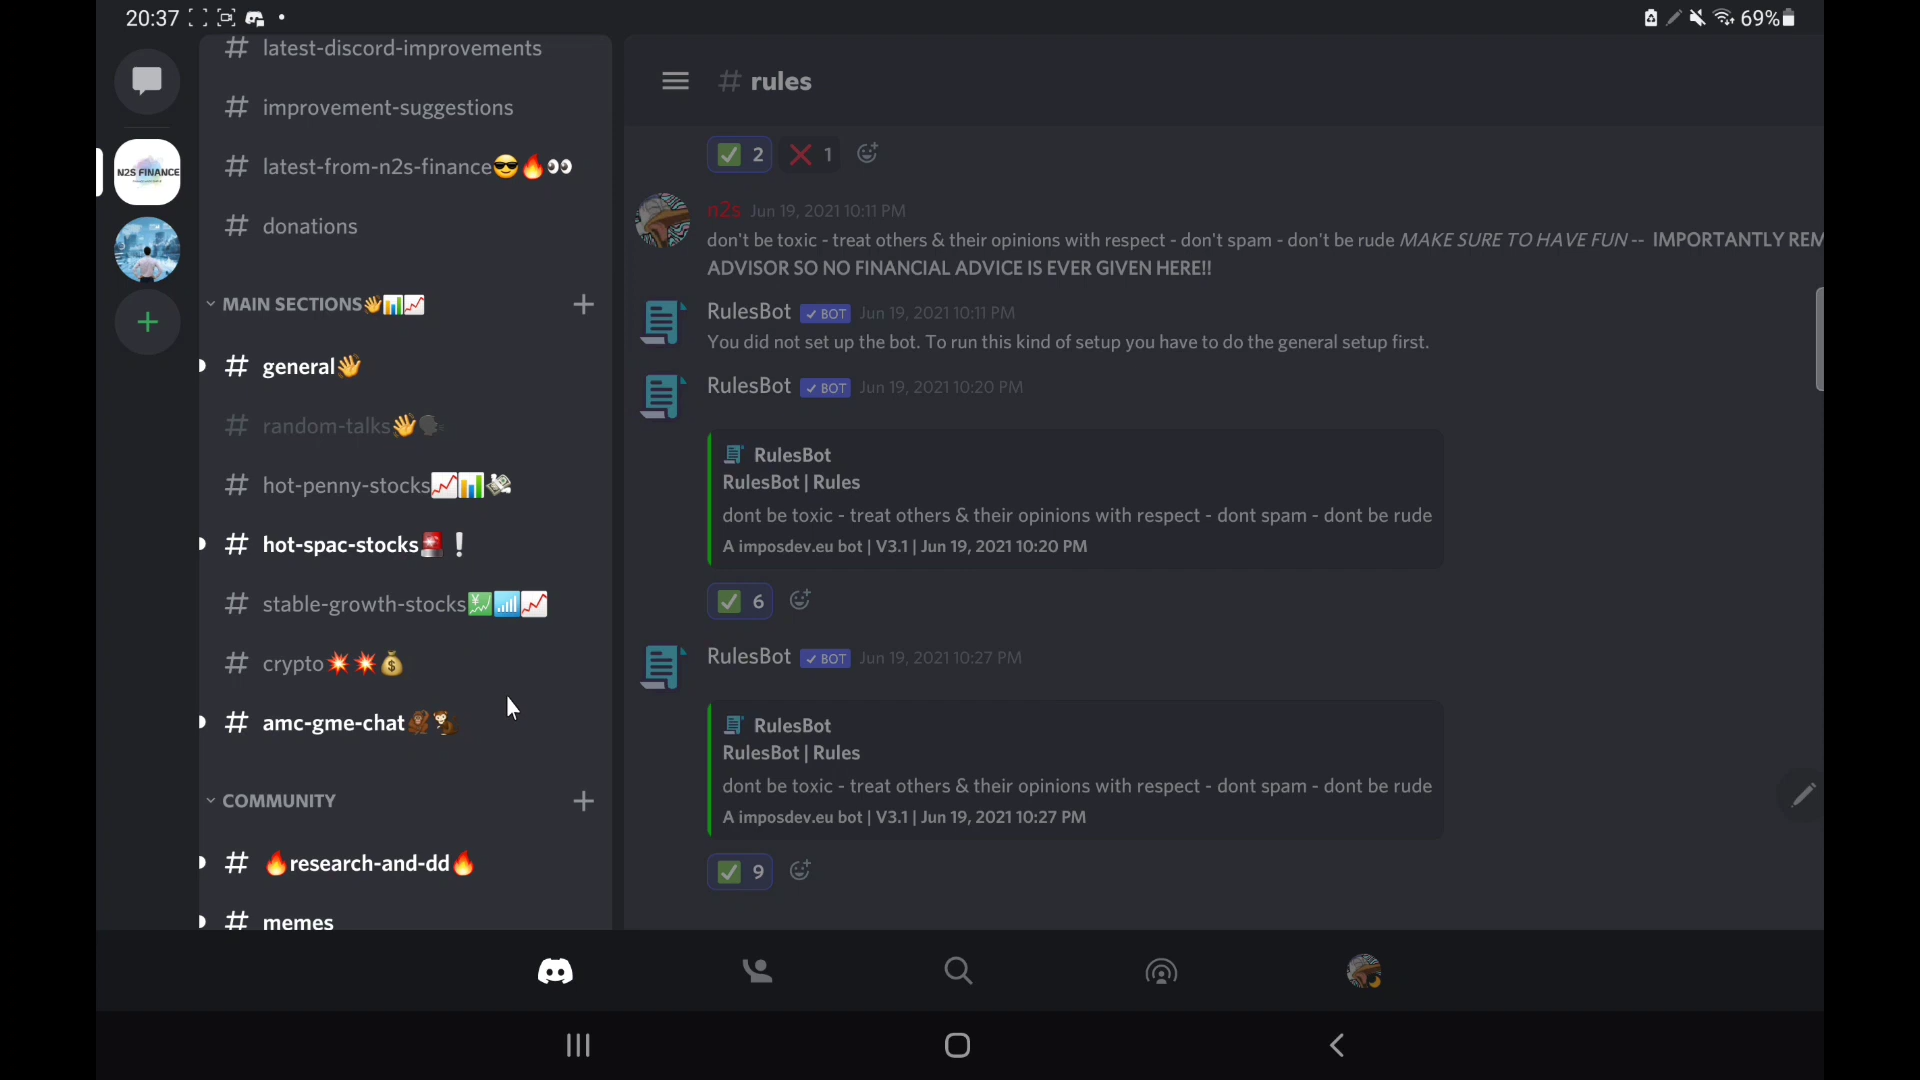 20:37
69%
latest-discord-improvements
improvement-suggestions
latest-from-n2s-finance😎🔥👀
donations
N2S FINANCE
MAIN SECTIONS👋📊📈
general👋
random-talks👋🗣
hot-penny-stocks📈📊💸
hot-spac-stocks🚨❕
stable-growth-stocks💹📶📈
crypto💥💥💰
amc-gme-chat🦧🐒
COMMUNITY
🔥research-and-dd🔥
memes
# rules
✅ 2 ❌ 1
n2s Jun 19, 2021 10:11 PM
don't be toxic - treat others & their opinions with respect - don't spam - don't be rude MAKE SURE TO HAVE FUN -- IMPORTANTLY REM
ADVISOR SO NO FINANCIAL ADVICE IS EVER GIVEN HERE!!
RulesBot ✓ BOT Jun 19, 2021 10:11 PM
You did not set up the bot. To run this kind of setup you have to do the general setup first.
RulesBot ✓ BOT Jun 19, 2021 10:20 PM
RulesBot
RulesBot | Rules
dont be toxic - treat others & their opinions with respect - dont spam - dont be rude
A imposdev.eu bot | V3.1 | Jun 19, 2021 10:20 PM
✅ 6
RulesBot ✓ BOT Jun 19, 2021 10:27 PM
RulesBot
RulesBot | Rules
dont be toxic - treat others & their opinions with respect - dont spam - dont be rude
A imposdev.eu bot | V3.1 | Jun 19, 2021 10:27 PM
✅ 9